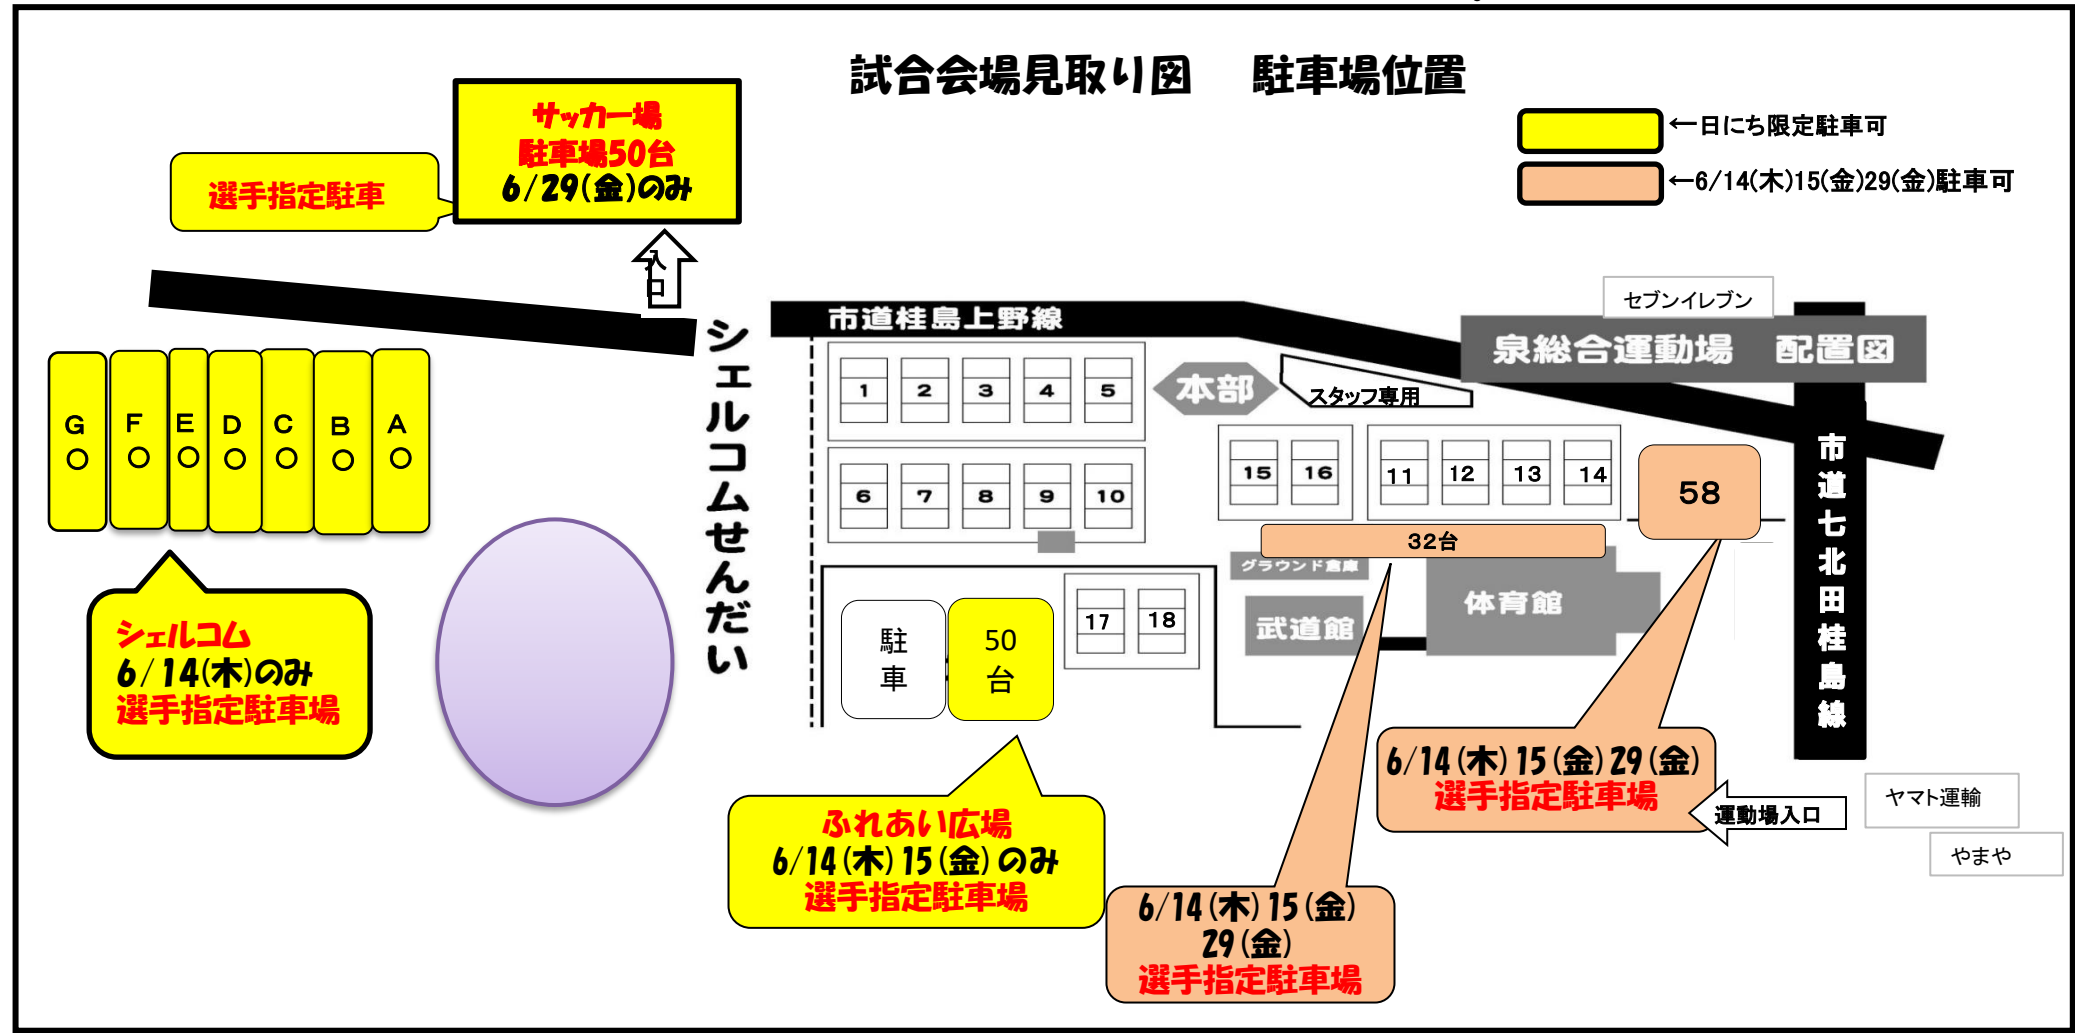 試合会場見取り図　駐車場位置
サッカー場
駐車場50台
6/29(金)のみ
選手指定駐車
←日にち限定駐車可
←6/14(木)15(金)29(金)駐車可
入口
セブンイレブン
市道桂島上野線
泉総合運動場　配置図
シェルコムせんだい
1 2 3 4 5
本部
スタッフ専用
G F E D C B A
○ ○ ○ ○ ○ ○ ○
6 7 8 9 10
15 16 11 12 13 14
58
市道七北田桂島線
32台
グラウンド倉庫
武道館
体育館
駐車
50台
17 18
シェルコム
6/14(木)のみ
選手指定駐車場
ふれあい広場
6/14(木)15(金)のみ
選手指定駐車場
6/14(木)15(金)29(金)
選手指定駐車場
運動場入口
ヤマト運輸
やまや
6/14(木)15(金)
29(金)
選手指定駐車場